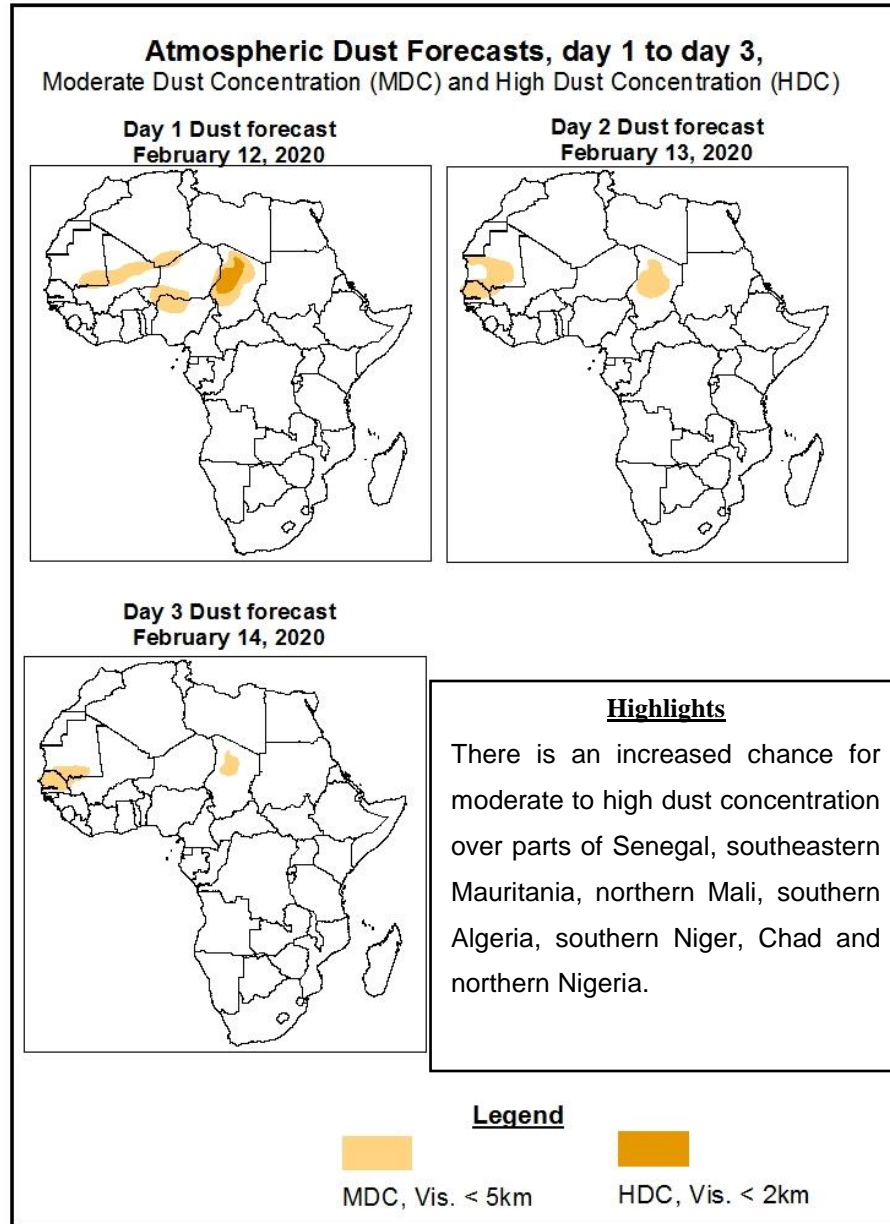 Atmospheric Dust Forecasts, day 1 to day 3,
Moderate Dust Concentration (MDC) and High Dust Concentration (HDC)
Day 1 Dust forecast
February 12, 2020
Day 2 Dust forecast
February 13, 2020
Day 3 Dust forecast
February 14, 2020
Highlights
There is an increased chance for
moderate to high dust concentration
over parts of Senegal, southeastern
Mauritania, northern Mali, southern
Algeria, southern Niger, Chad and
northern Nigeria.
Legend
MDC, Vis. < 5km
HDC, Vis. < 2km